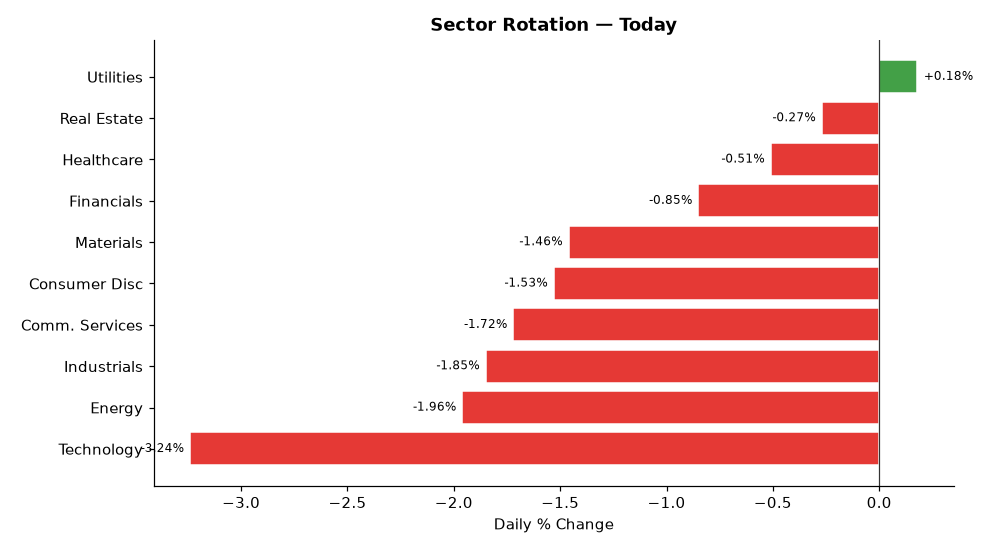 Sector Rotation — Today
Utilities +0.18%
Real Estate -0.27%
Healthcare -0.51%
Financials -0.85%
Materials -1.46%
Consumer Disc -1.53%
Comm. Services -1.72%
Industrials -1.85%
Energy -1.96%
Technology -3.24%
−3.0 −2.5 −2.0 −1.5 −1.0 −0.5 0.0
Daily % Change